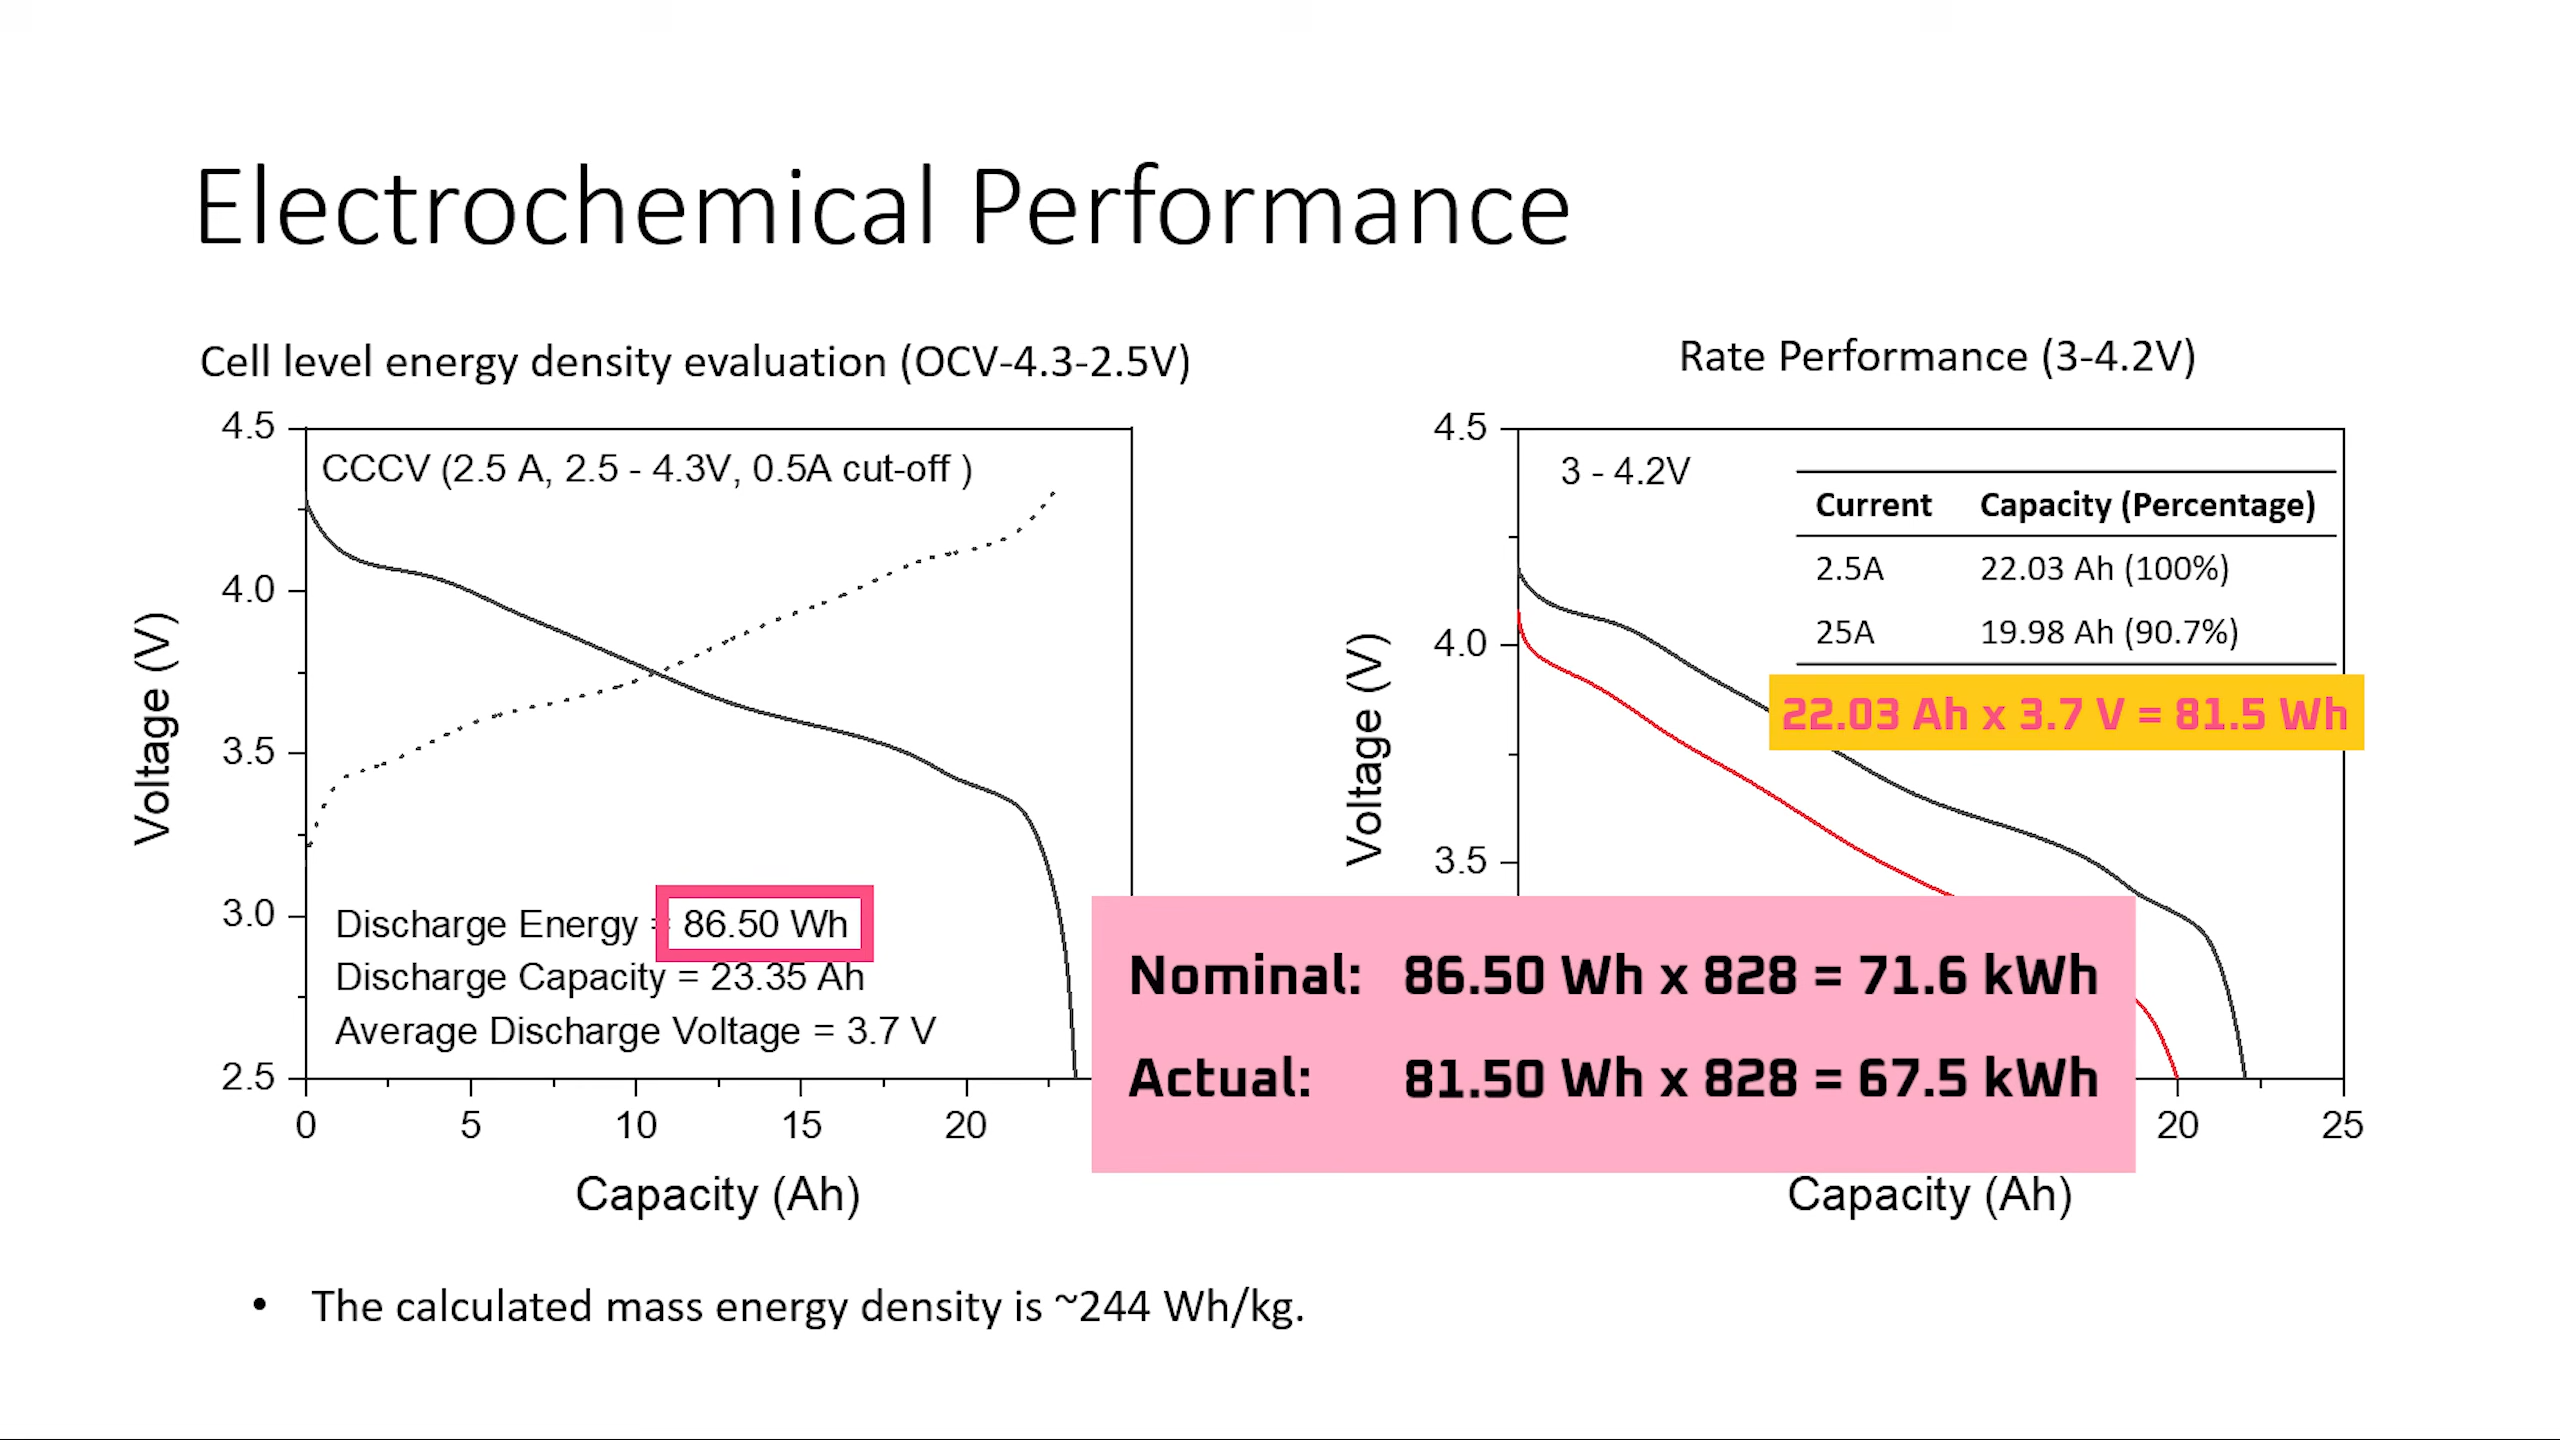 Electrochemical Performance
Cell level energy density evaluation (OCV-4.3-2.5V)
4.5
4.0
3.5
3.0
2.5
Voltage (V)
CCCV (2.5 A, 2.5 - 4.3V, 0.5A cut-off )
Discharge Energy = 86.50 Wh
Discharge Capacity = 23.35 Ah
Average Discharge Voltage = 3.7 V
0 5 10 15 20
Capacity (Ah)
Rate Performance (3-4.2V)
4.5
4.0
3.5
Voltage (V)
3 - 4.2V
Current Capacity (Percentage)
2.5A 22.03 Ah (100%)
25A 19.98 Ah (90.7%)
22.03 Ah x 3.7 V = 81.5 Wh
Nominal: 86.50 Wh x 828 = 71.6 kWh
Actual: 81.50 Wh x 828 = 67.5 kWh
20 25
Capacity (Ah)
• The calculated mass energy density is ~244 Wh/kg.